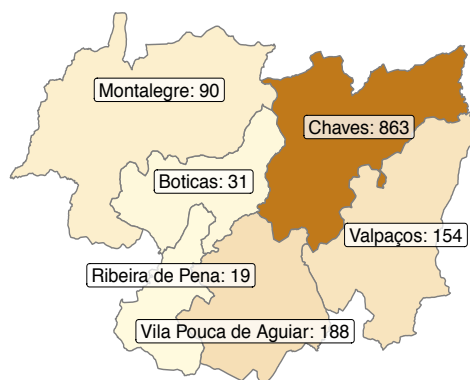 Montalegre: 90
Chaves: 863
Boticas: 31
Valpaços: 154
Ribeira de Pena: 19
Vila Pouca de Aguiar: 188